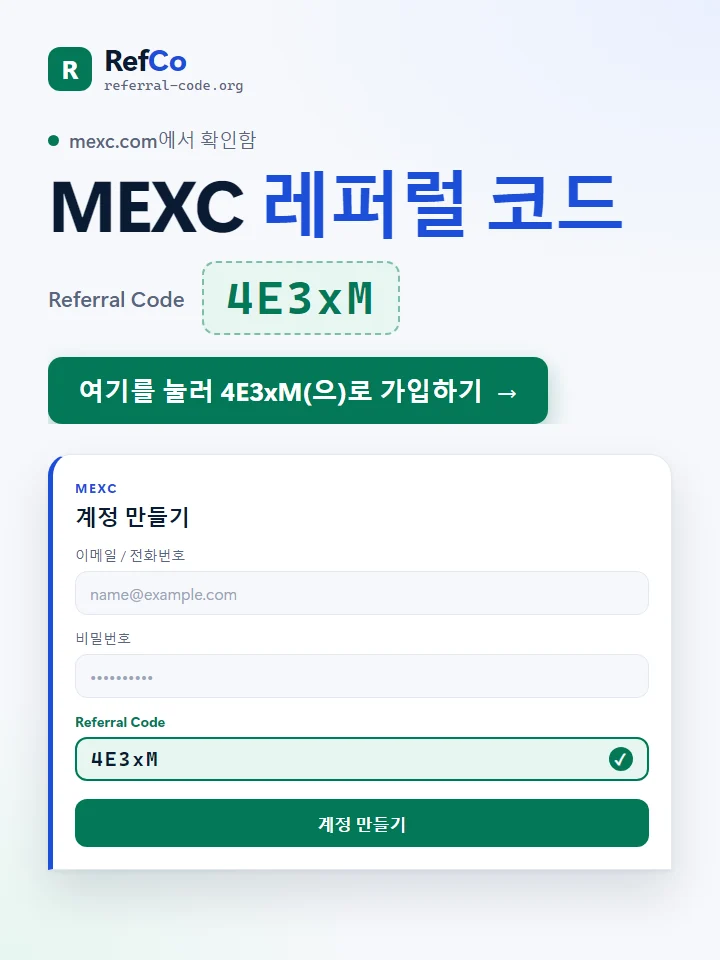 R
RefCo
referral-code.org
mexc.com에서 확인함
MEXC 레퍼럴 코드
Referral Code 4E3xM
여기를 눌러 4E3xM(으)로 가입하기 →
MEXC
계정 만들기
이메일 / 전화번호
name@example.com
비밀번호
••••••••••
Referral Code
4E3xM
계정 만들기